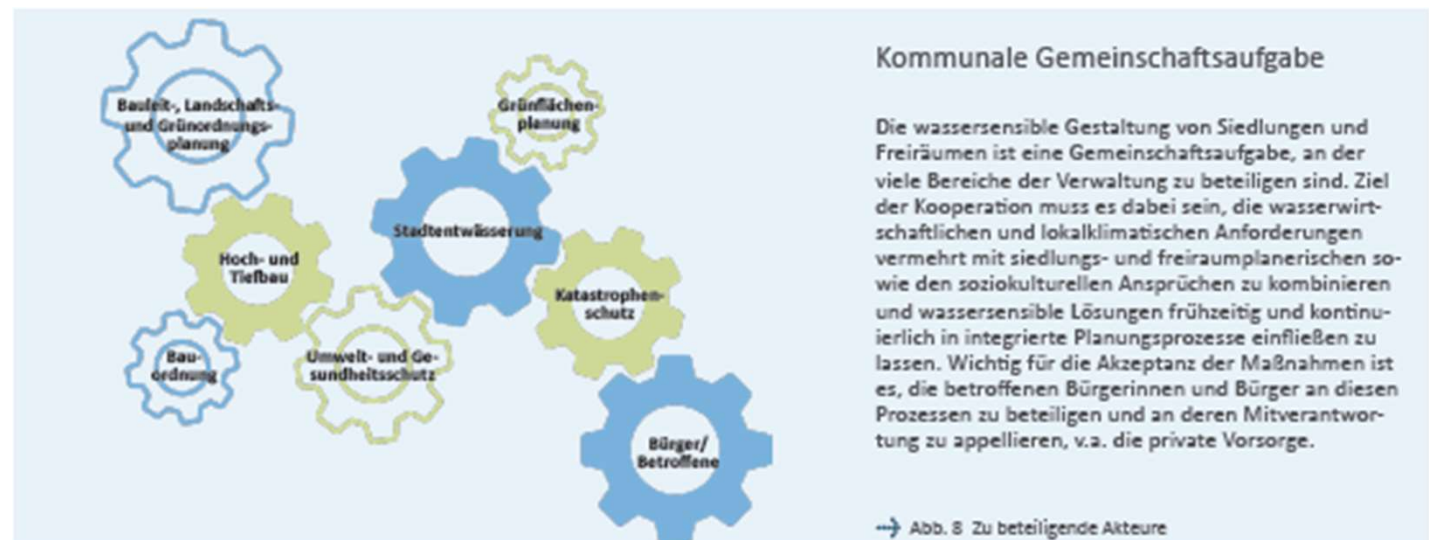 Bauleit-, Landschafts-
und Grünordnungs-
planung
Grünflächen-
planung
Stadtentwässerung
Hoch- und
Tiefbau
Katastrophen-
schutz
Bau-
ordnung
Umwelt- und Ge-
sundheitsschutz
Bürger/
Betroffene
Kommunale Gemeinschaftsaufgabe
Die wassersensible Gestaltung von Siedlungen und
Freiräumen ist eine Gemeinschaftsaufgabe, an der
viele Bereiche der Verwaltung zu beteiligen sind. Ziel
der Kooperation muss es dabei sein, die wasserwirt-
schaftlichen und lokalklimatischen Anforderungen
vermehrt mit siedlungs- und freiraumplanerischen so-
wie den soziokulturellen Ansprüchen zu kombinieren
und wassersensible Lösungen frühzeitig und kontinu-
ierlich in integrierte Planungsprozesse einfließen zu
lassen. Wichtig für die Akzeptanz der Maßnahmen ist
es, die betroffenen Bürgerinnen und Bürger an diesen
Prozessen zu beteiligen und an deren Mitverantwor-
tung zu appellieren, v.a. die private Vorsorge.
Abb. 8 Zu beteiligende Akteure